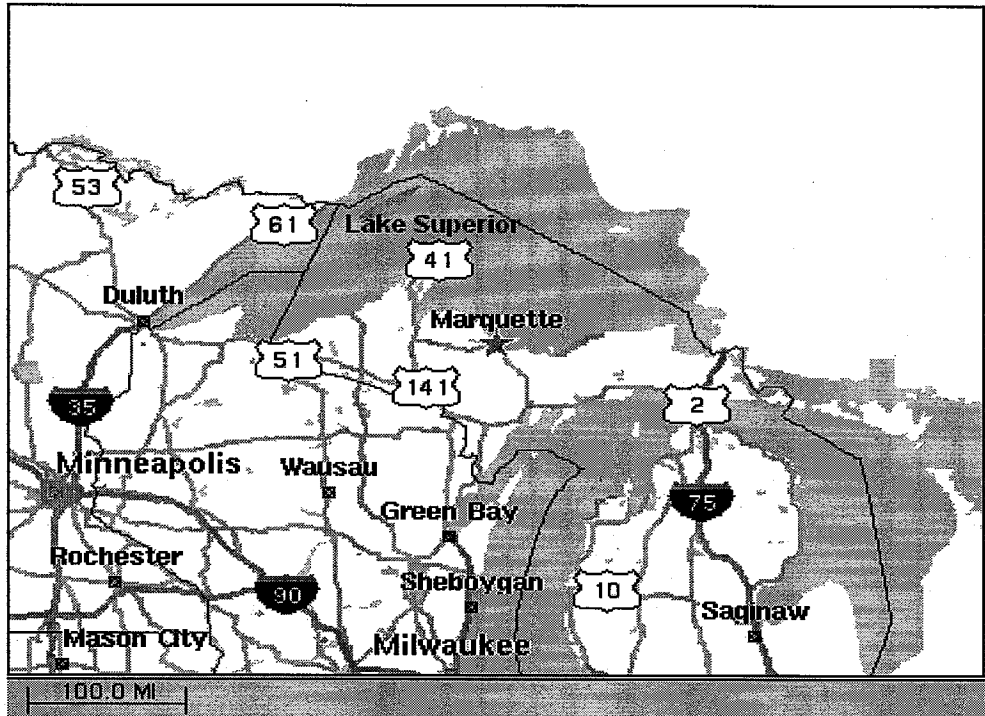 53
61
Lake Superior
41
Duluth
Marquette
51
141
2
35
Minneapolis
Wausau
75
Green Bay
Rochester
Sheboygan
90
10
Saginaw
Mason City
Milwaukee
100.0 MI